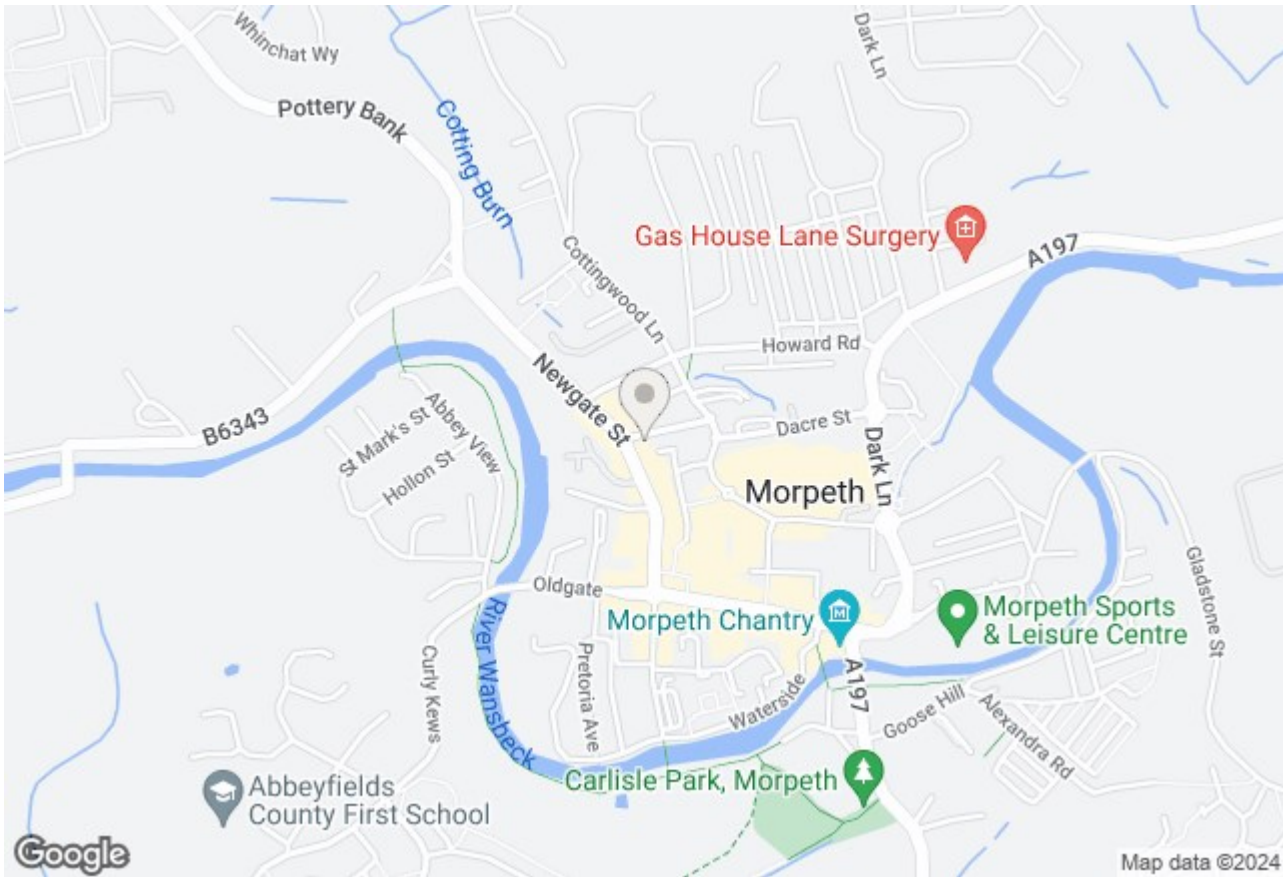 Whinchat Wy
Dark Ln
Pottery Bank
Cotting Burn
Gas House Lane Surgery
A197
Cottingwood Ln
Howard Rd
Newgate St
B6343
St Mark's St
Abbey View
Hollon St
Dacre St
Dark Ln
Morpeth
Gladstone St
Oldgate
Morpeth Chantry
Morpeth Sports
& Leisure Centre
River Wansbeck
Curly Kews
Pretoria Ave
Waterside
A197
Goose Hill
Alexandra Rd
Carlisle Park, Morpeth
Abbeyfields
County First School
Google
Map data ©2024